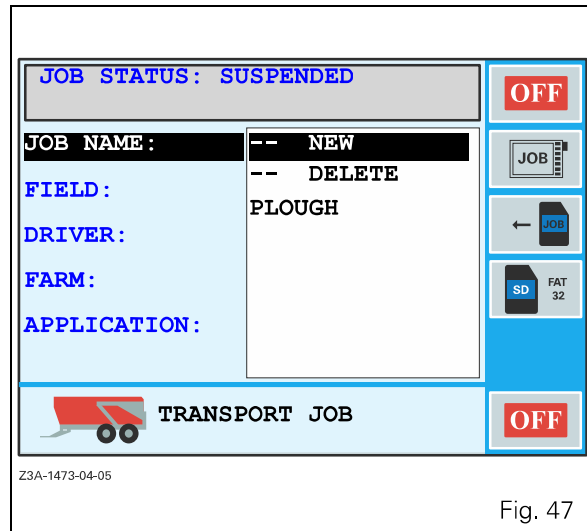 JOB STATUS: SUSPENDED
OFF
JOB NAME:
-- NEW
JOB
-- DELETE
FIELD:
PLOUGH
DRIVER:
← JOB
FARM:
SD FAT
32
APPLICATION:
TRANSPORT JOB
OFF
Z3A-1473-04-05
Fig. 47